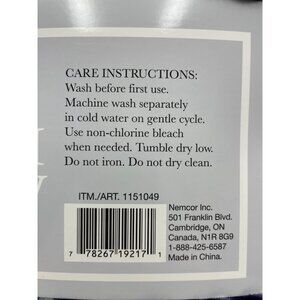 CARE INSTRUCTIONS:
Wash before first use.
Machine wash separately
in cold water on gentle cycle.
Use non-chlorine bleach
when needed. Tumble dry low.
Do not iron. Do not dry clean.
ITM./ART. 1151049
Nemcor Inc.
501 Franklin Blvd.
Cambridge, ON
Canada, N1R 8G9
1-888-425-6587
Made in China.
7 78267 19217 1